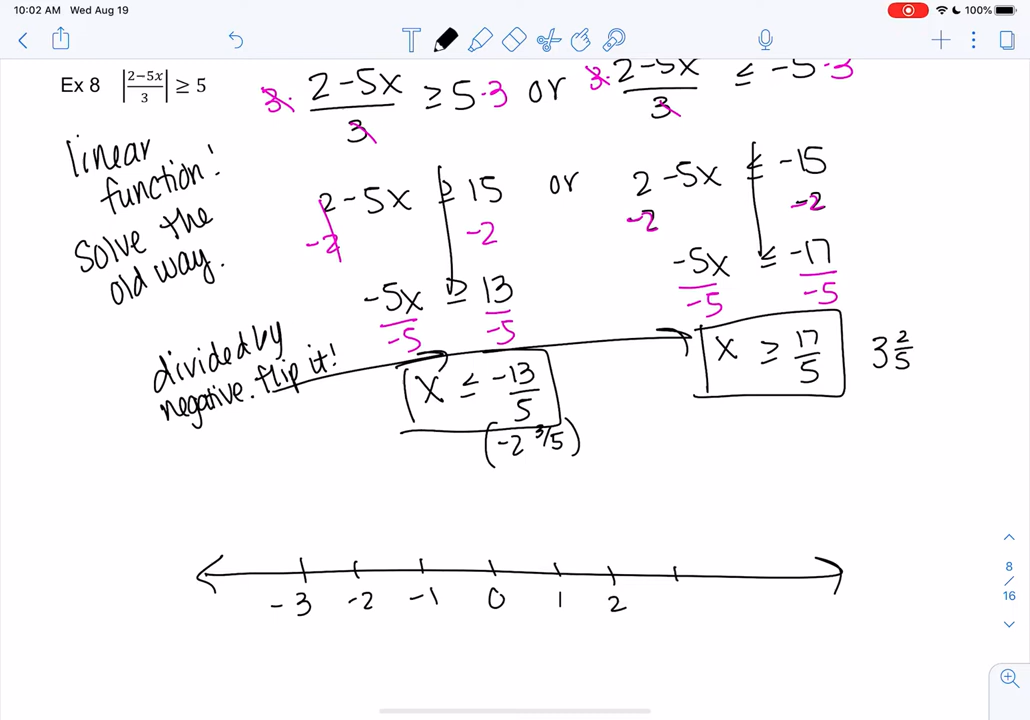 10:02 AM Wed Aug 19
100%
Ex 8 |2−5x/3| ≥ 5
3· 2−5x/3 ≥ 5·3 or 3· 2−5x/3 ≤ −5·3
linear
function!
solve the
old way.
2 −5x ≥ 15 or 2 −5x ≤ −15
−2 −2 −2 −2
−5x ≥ 13 −5x ≤ −17
−5 −5 −5 −5
divided by
negative. flip it!
x ≤ −13/5 x ≥ 17/5 3 2/5
(−2 3/5)
−3 −2 −1 0 1 2
8
/
16